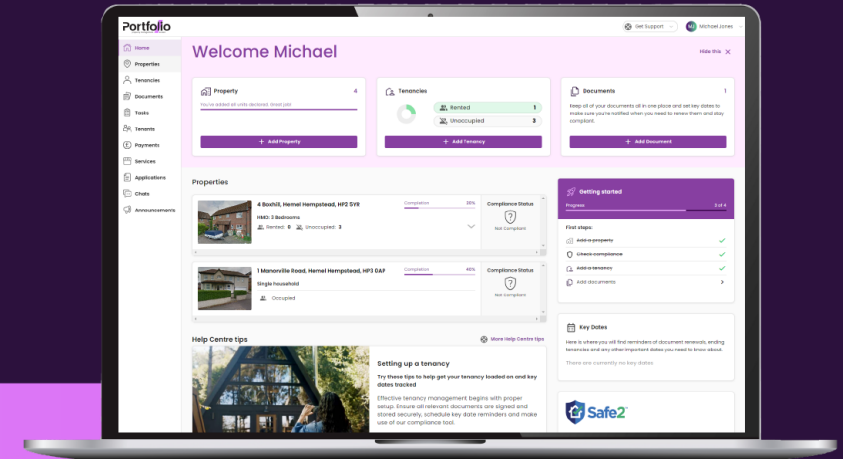 Portfolio
Get Support
MJ
Michael Jones
Home
Properties
Tenancies
Documents
Tasks
Tenants
Payments
Services
Applications
Chats
Announcements
Welcome Michael
Hide this
Property 4
You've added all units declared. Great job!
+ Add Property
Tenancies
Rented 1
Unoccupied 3
+ Add Tenancy
Documents 1
Keep all of your documents all in one place and set key dates to
make sure you're notified when you need to renew them and stay
compliant.
+ Add Document
Properties
4 Boxhill, Hemel Hempstead, HP2 5YR
HMO: 3 Bedrooms
Rented: 0 Unoccupied: 3
Completion
Compliance Status
?
Not Compliant
1 Manorville Road, Hemel Hempstead, HP3 0AP
Single household
Occupied
Completion 40%
Compliance Status
?
Not Compliant
Getting started
Progress 3 of 4
First steps:
Add a property
Check compliance
Add a tenancy
Add documents
Key Dates
Here is where you will find reminders of document renewals, ending
tenancies and any other important dates you need to know about.
There are currently no key dates
Help Centre tips
More Help Centre tips
Setting up a tenancy
Try these tips to help get your tenancy loaded on and key
dates tracked
Effective tenancy management begins with proper
setup. Ensure all relevant documents are signed and
stored securely, schedule key date reminders and make
use of our compliance tool.
Safe2